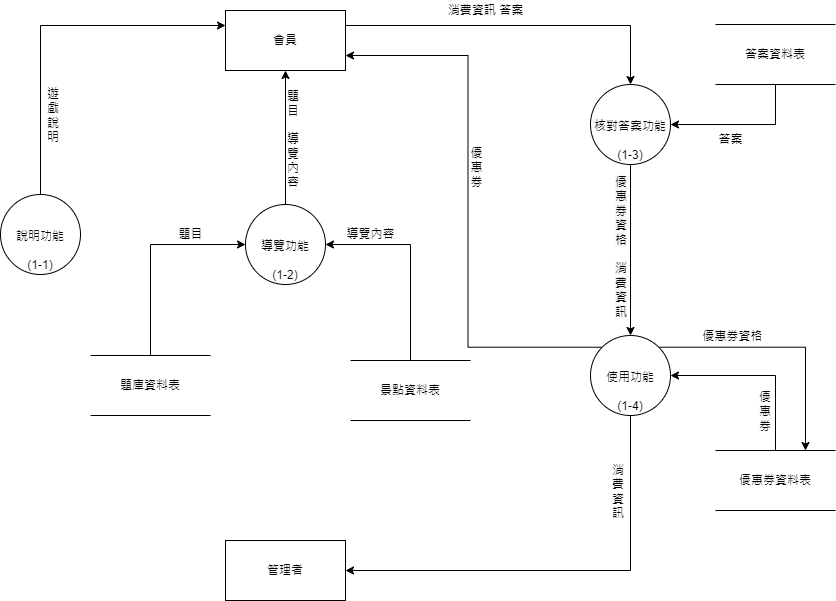 消費資訊 答案
會員
答案資料表
遊戲說明
題目 導覽內容
核對答案功能
(1-3)
答案
優惠券
優惠券資格 消費資訊
說明功能
(1-1)
題目
導覽功能
(1-2)
導覽內容
優惠券資格
題庫資料表
景點資料表
使用功能
(1-4)
優惠券
優惠券資料表
消費資訊
管理者